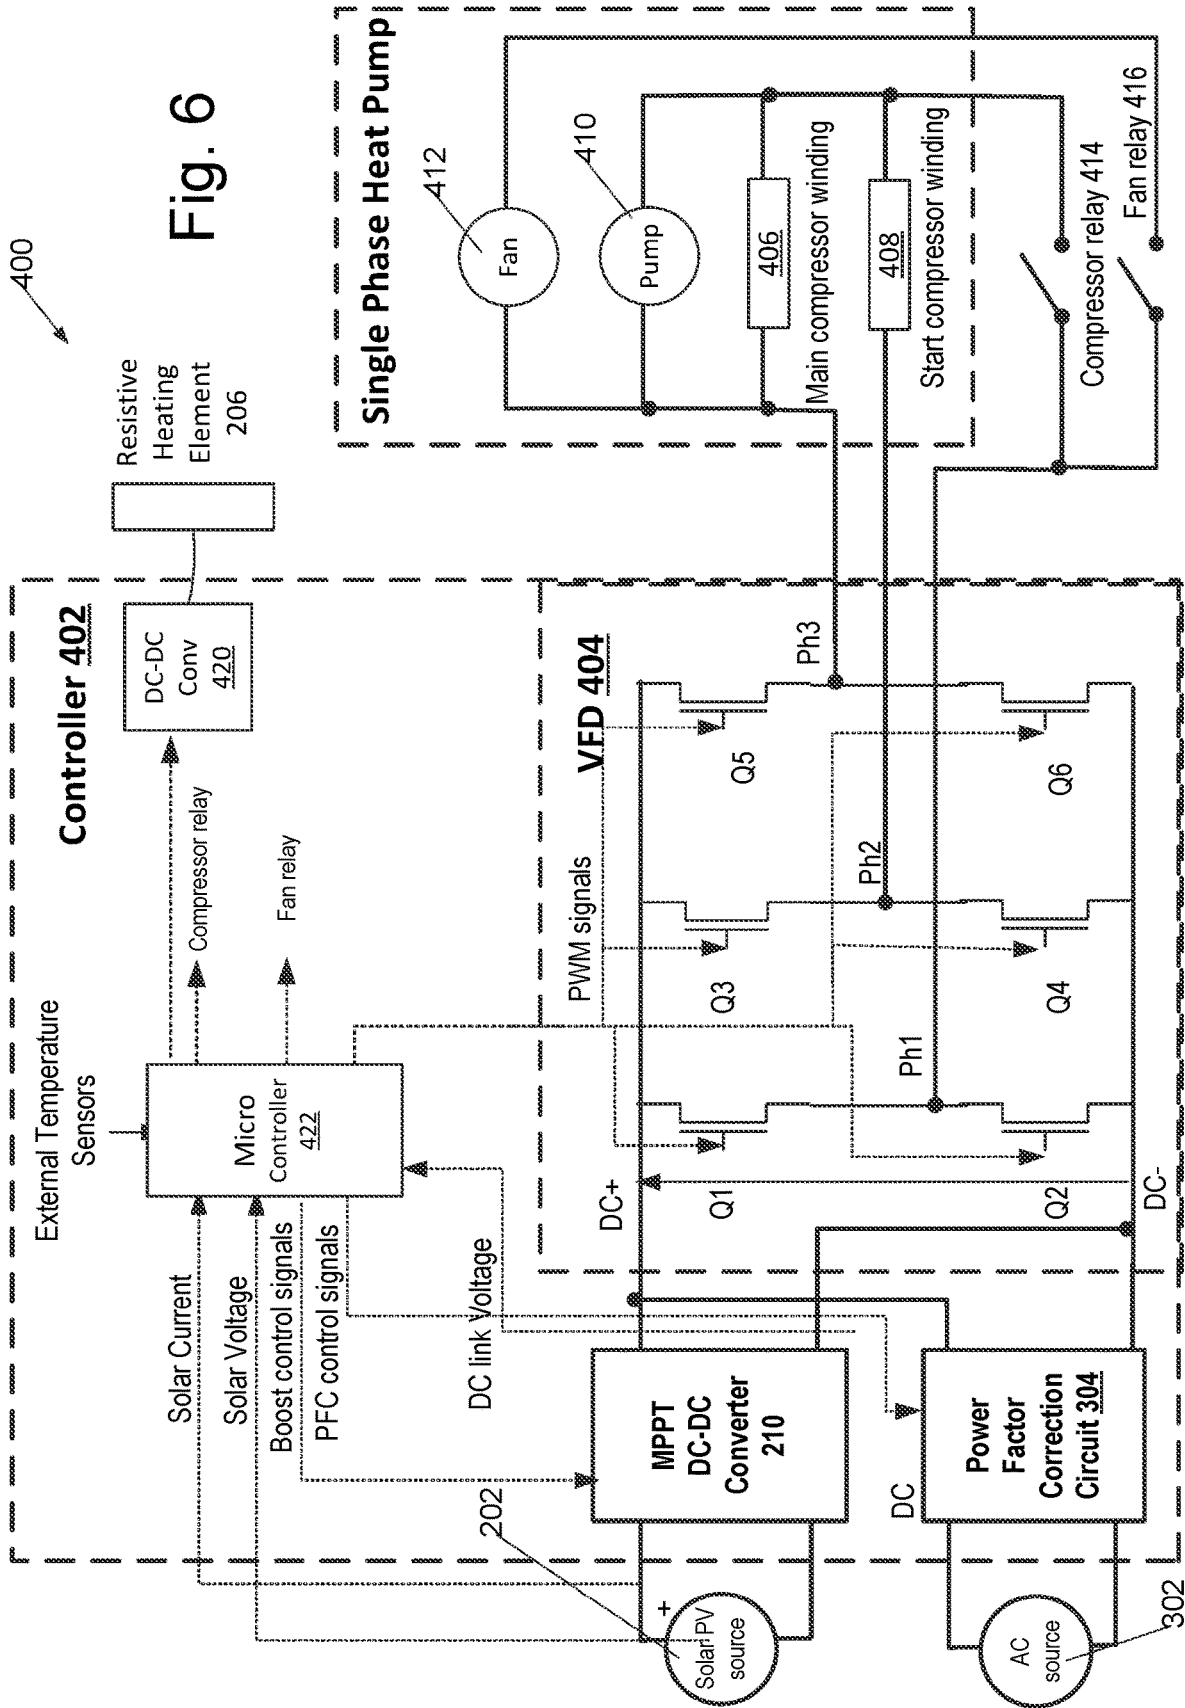 Fig. 6
400
Resistive
Heating
Element
206
Controller 402
DC-DC
Conv
420
Compressor relay
Fan relay
External Temperature
Sensors
Micro
Controller
422
Solar Current
Solar Voltage
Boost control signals
PFC control signals
DC link Voltage
PWM signals
VFD 404
DC+
DC-
Q1
Q2
Q3
Q4
Q5
Q6
Ph1
Ph2
Ph3
MPPT
DC-DC
Converter
210
DC
Power
Factor
Correction
Circuit 304
202
+
Solar PV
source
AC
source
302
Single Phase Heat Pump
412
Fan
410
Pump
406
Main compressor winding
408
Start compressor winding
Compressor relay 414
Fan relay 416